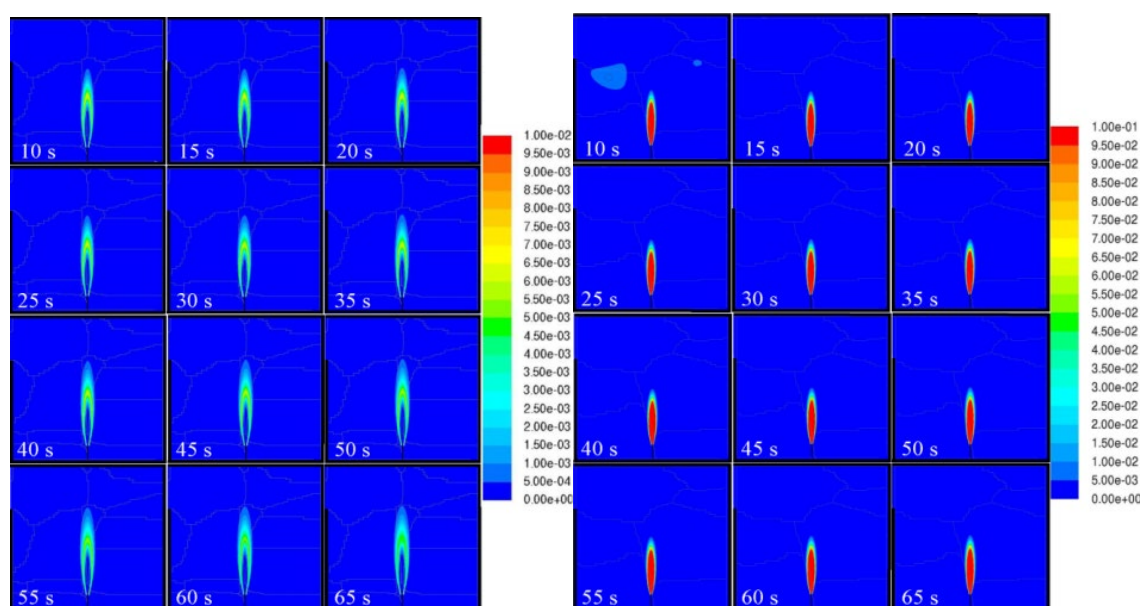 10 s 15 s 20 s
25 s 30 s 35 s
40 s 45 s 50 s
55 s 60 s 65 s
1.00e-02
9.50e-03
9.00e-03
8.50e-03
8.00e-03
7.50e-03
7.00e-03
6.50e-03
6.00e-03
5.50e-03
5.00e-03
4.50e-03
4.00e-03
3.50e-03
3.00e-03
2.50e-03
2.00e-03
1.50e-03
1.00e-03
5.00e-04
0.00e+00
10 s 15 s 20 s
25 s 30 s 35 s
40 s 45 s 50 s
55 s 60 s 65 s
1.00e-01
9.50e-02
9.00e-02
8.50e-02
8.00e-02
7.50e-02
7.00e-02
6.50e-02
6.00e-02
5.50e-02
5.00e-02
4.50e-02
4.00e-02
3.50e-02
3.00e-02
2.50e-02
2.00e-02
1.50e-02
1.00e-02
5.00e-03
0.00e+00